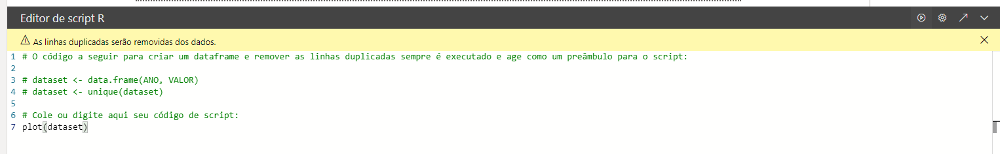 Editor de script R
As linhas duplicadas serão removidas dos dados.
1 # O código a seguir para criar um dataframe e remover as linhas duplicadas sempre é executado e age como um preâmbulo para o script:
2
3 # dataset <- data.frame(ANO, VALOR)
4 # dataset <- unique(dataset)
5
6 # Cole ou digite aqui seu código de script:
7 plot(dataset)